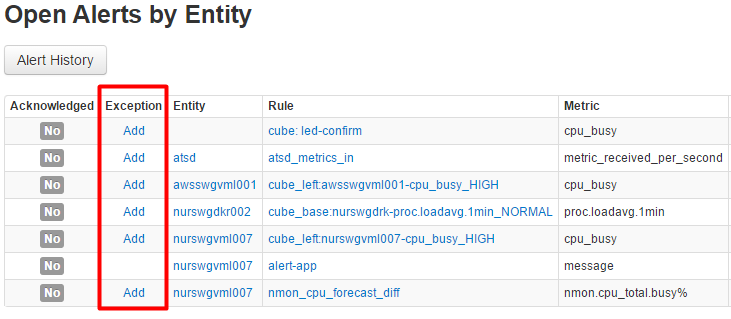 Open Alerts by Entity
Alert History
Acknowledged Exception Entity Rule Metric
No Add cube: led-confirm cpu_busy
No Add atsd atsd_metrics_in metric_received_per_second
No Add awsswgvml001 cube_left:awsswgvml001-cpu_busy_HIGH cpu_busy
No Add nurswgdkr002 cube_base:nurswgdrk-proc.loadavg.1min_NORMAL proc.loadavg.1min
No Add nurswgvml007 cube_left:nurswgvml007-cpu_busy_HIGH cpu_busy
No nurswgvml007 alert-app message
No Add nurswgvml007 nmon_cpu_forecast_diff nmon.cpu_total.busy%